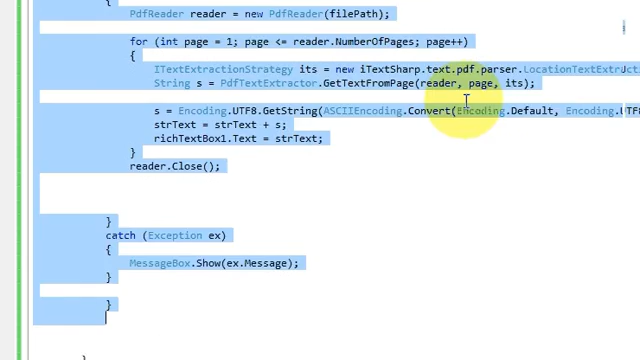 {
PdfReader reader = new PdfReader(filePath);
for (int page = 1; page <= reader.NumberOfPages; page++)
{
ITextExtractionStrategy its = new iTextSharp.text.pdf.parser.LocationTextExtruc
String s = PdfTextExtractor.GetTextFromPage(reader, page, its);
s = Encoding.UTF8.GetString(ASCIIEncoding.Convert(Encoding.Default, Encoding.UTF8
strText = strText + s;
richTextBox1.Text = strText;
}
reader.Close();
}
catch (Exception ex)
{
MessageBox.Show(ex.Message);
}
}
}